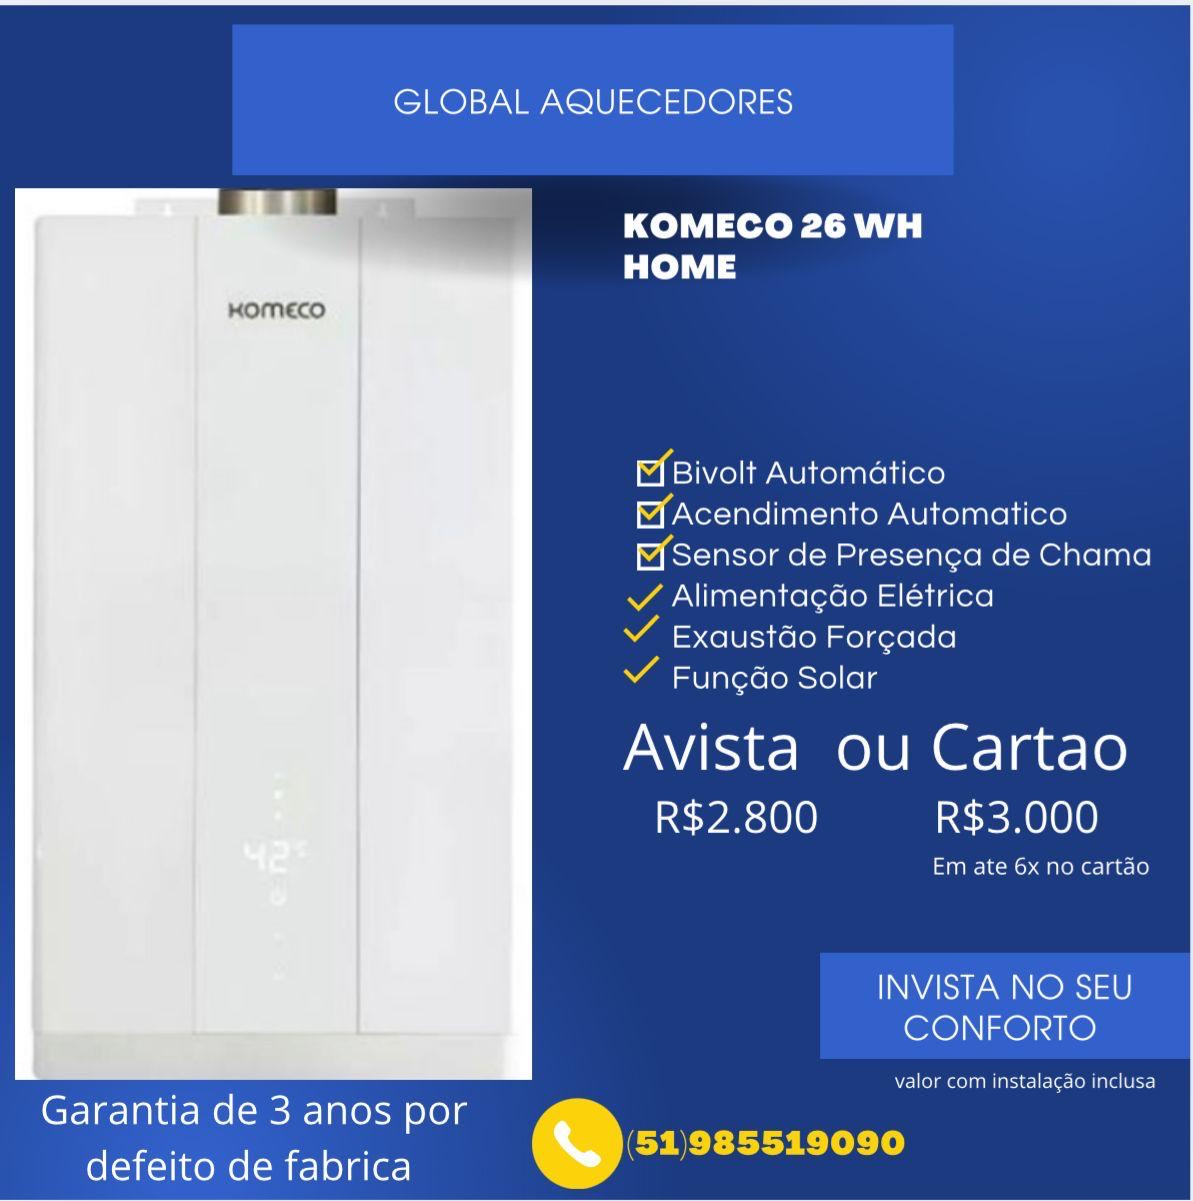 GLOBAL AQUECEDORES
KOMECO 26 WH
HOME
KOMECO
Bivolt Automático
Acendimento Automatico
Sensor de Presença de Chama
Alimentação Elétrica
Exaustão Forçada
Função Solar
Avista ou Cartao
R$2.800 R$3.000
Em ate 6x no cartão
42°c
INVISTA NO SEU
CONFORTO
valor com instalação inclusa
Garantia de 3 anos por
defeito de fabrica
(51)985519090